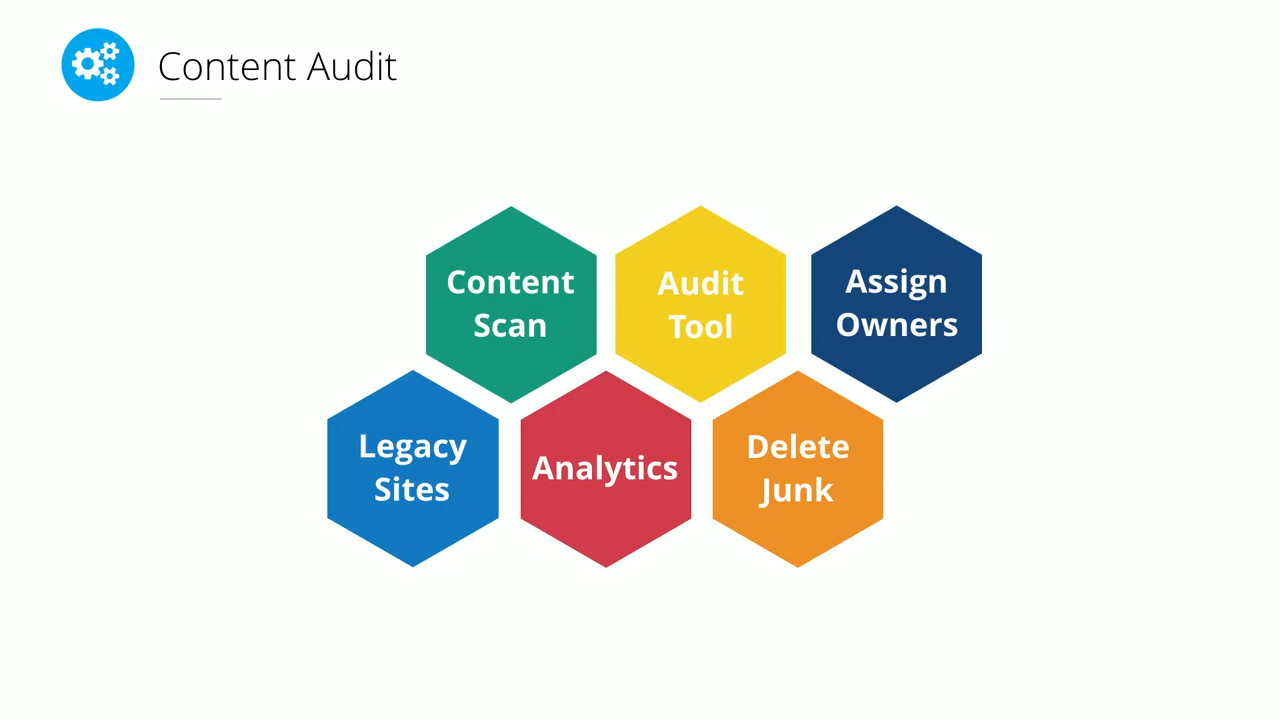 Content Audit
Content
Scan
Audit
Tool
Assign
Owners
Legacy
Sites
Analytics
Delete
Junk